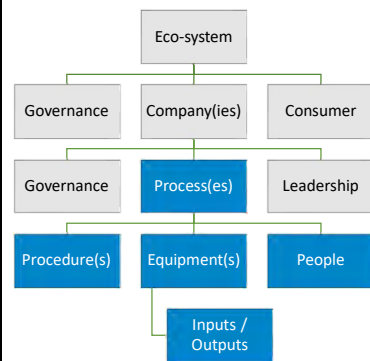 Eco-system
Governance
Company(ies)
Consumer
Governance
Process(es)
Leadership
Procedure(s)
Equipment(s)
People
Inputs /
Outputs